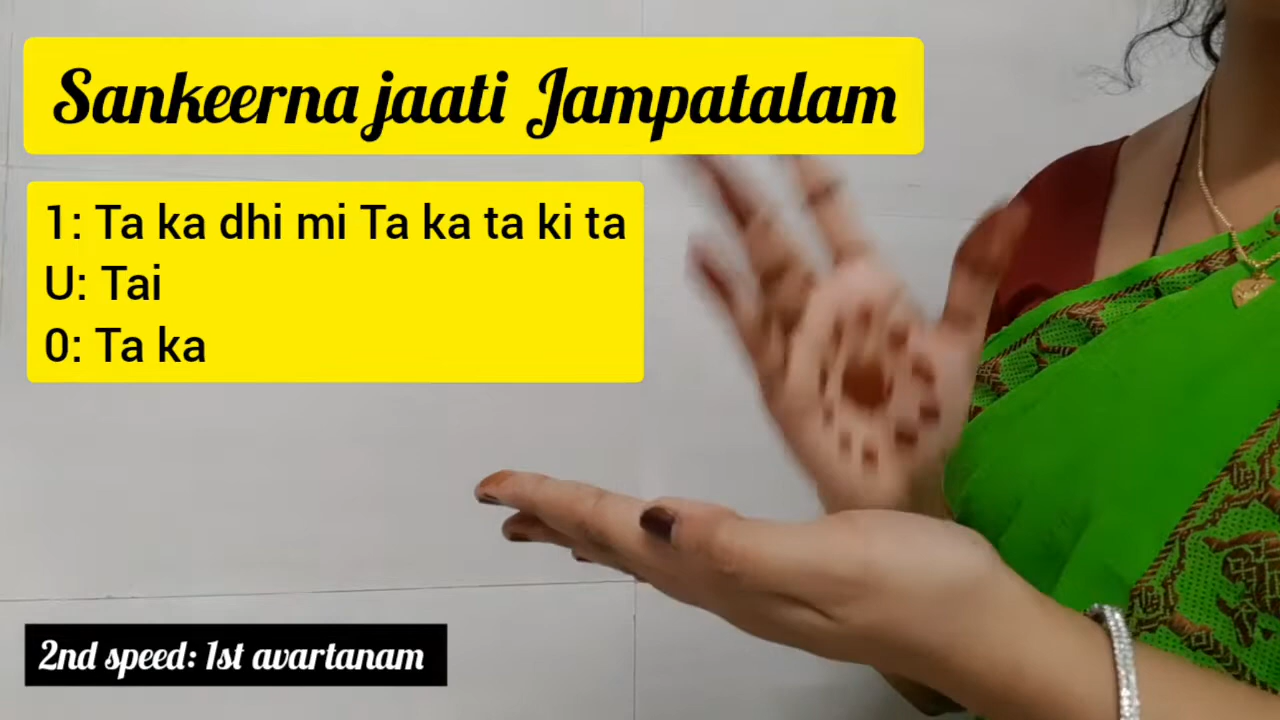 Sankeerna jaati Jampatalam
1: Ta ka dhi mi Ta ka ta ki ta
U: Tai
0: Ta ka
2nd speed: 1st avartanam